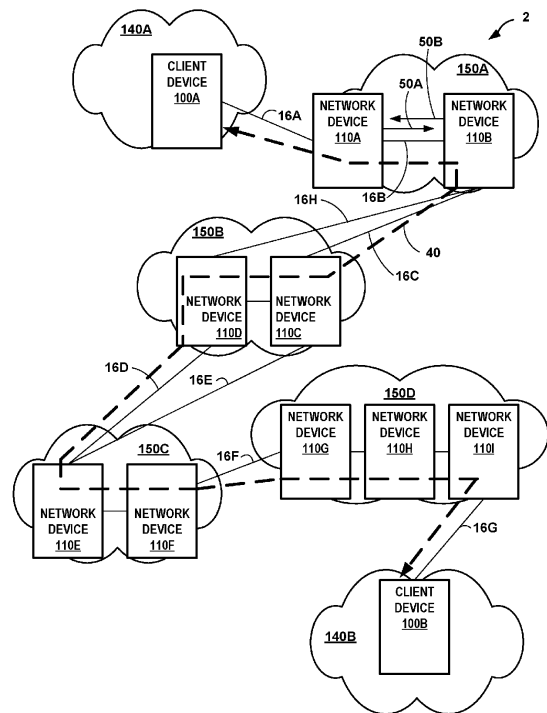 2
140A
CLIENT
DEVICE
100A
16A
150A
50B
50A
NETWORK
DEVICE
110A
NETWORK
DEVICE
110B
16B
16H
40
16C
150B
NETWORK
DEVICE
110D
NETWORK
DEVICE
110C
16D
16E
150C
16F
NETWORK
DEVICE
110E
NETWORK
DEVICE
110F
150D
NETWORK
DEVICE
110G
NETWORK
DEVICE
110H
NETWORK
DEVICE
110I
16G
140B
CLIENT
DEVICE
100B